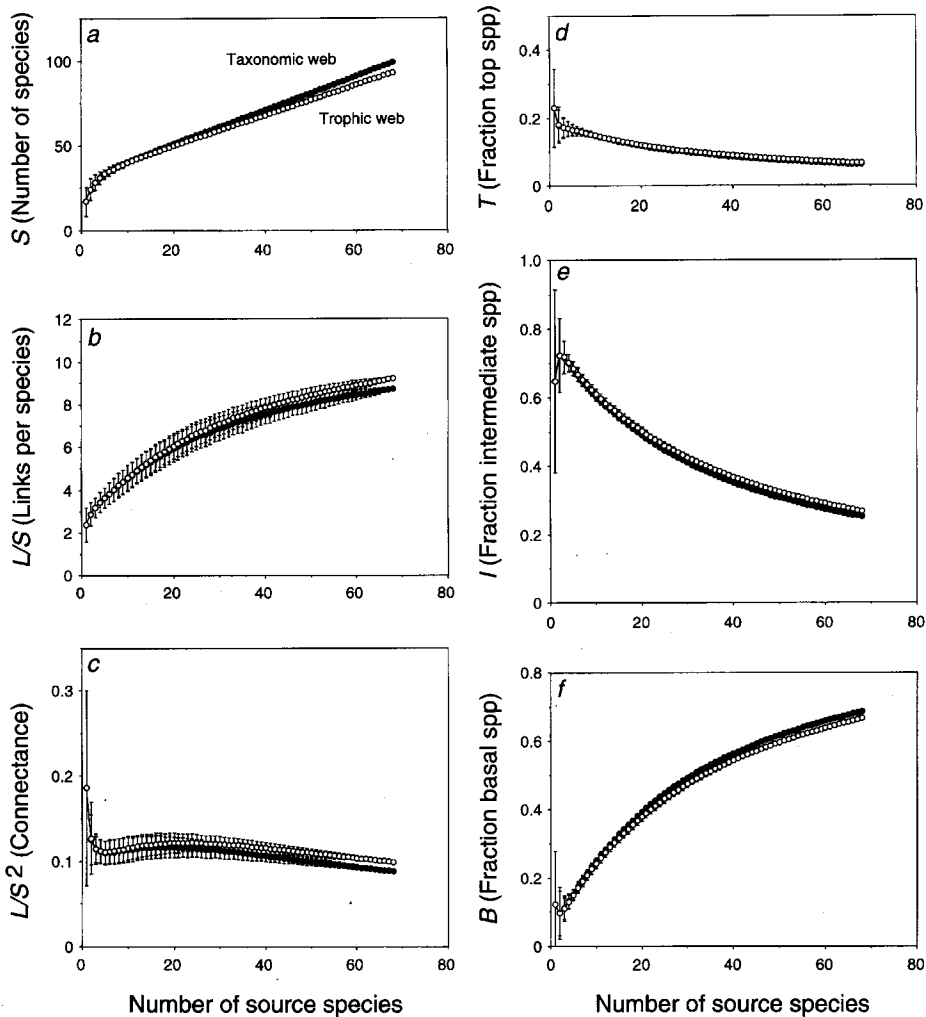 a
S (Number of species)
100
50
0
Taxonomic web
Trophic web
0 20 40 60 80
b
L/S (Links per species)
12
10
8
6
4
2
0
0 20 40 60 80
c
L/S² (Connectance)
0.3
0.2
0.1
0
0 20 40 60 80
Number of source species
d
T (Fraction top spp)
0.4
0.2
0
0 20 40 60 80
e
I (Fraction intermediate spp)
1.0
0.8
0.6
0.4
0.2
0
0 20 40 60 80
f
B (Fraction basal spp)
0.8
0.6
0.4
0.2
0
0 20 40 60 80
Number of source species